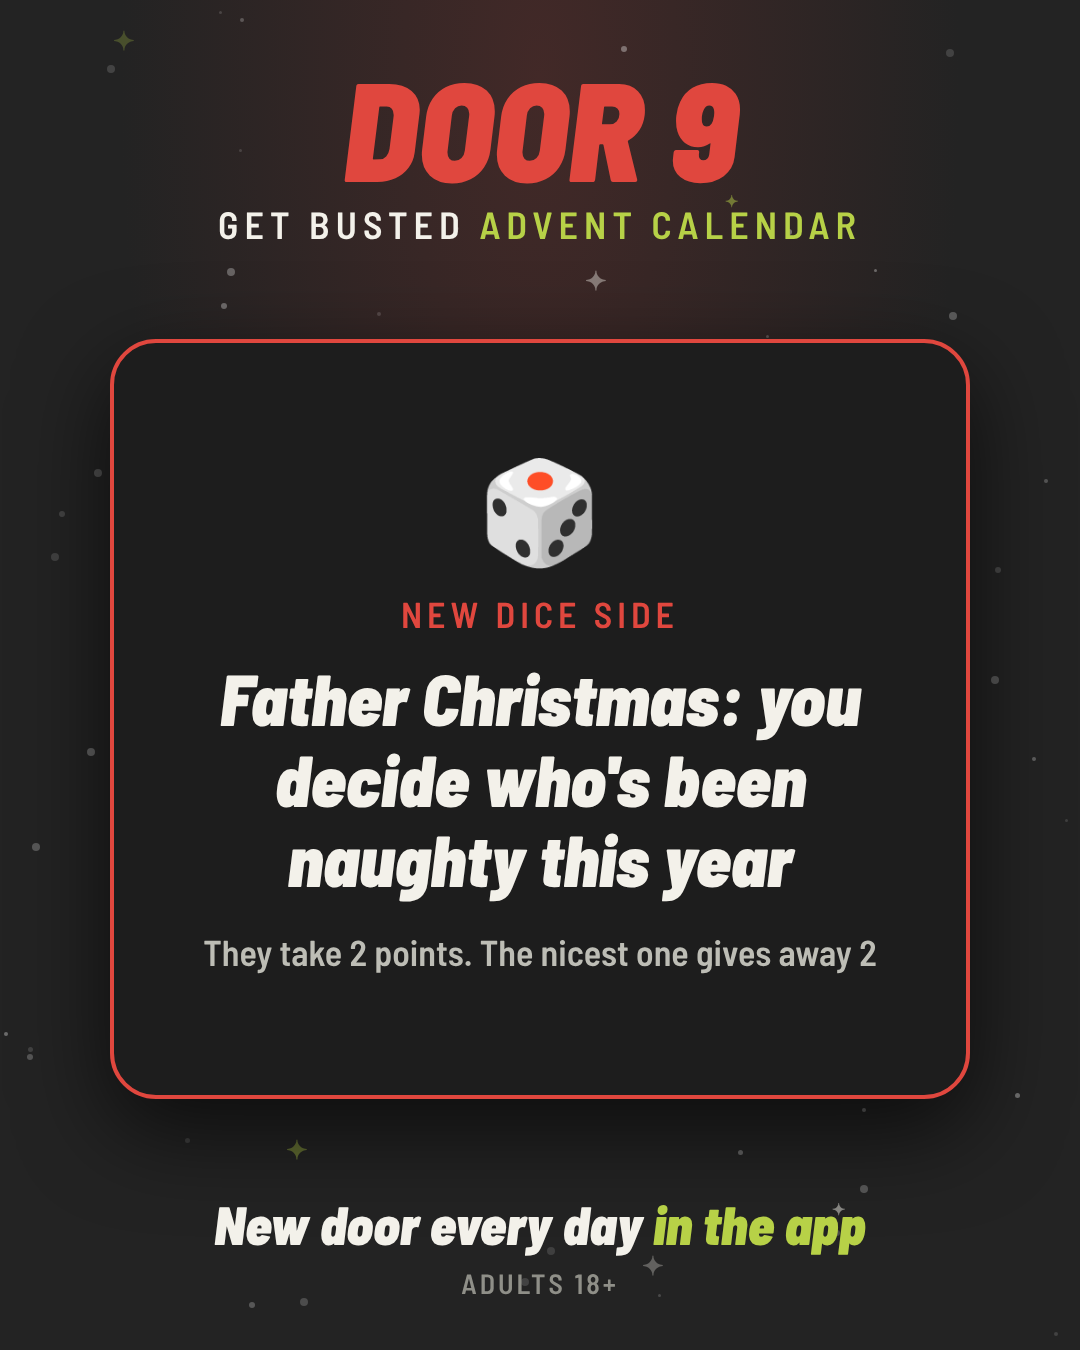 DOOR 9
GET BUSTED ADVENT CALENDAR
NEW DICE SIDE
Father Christmas: you
decide who's been
naughty this year
They take 2 points. The nicest one gives away 2
New door every day in the app
ADULTS 18+